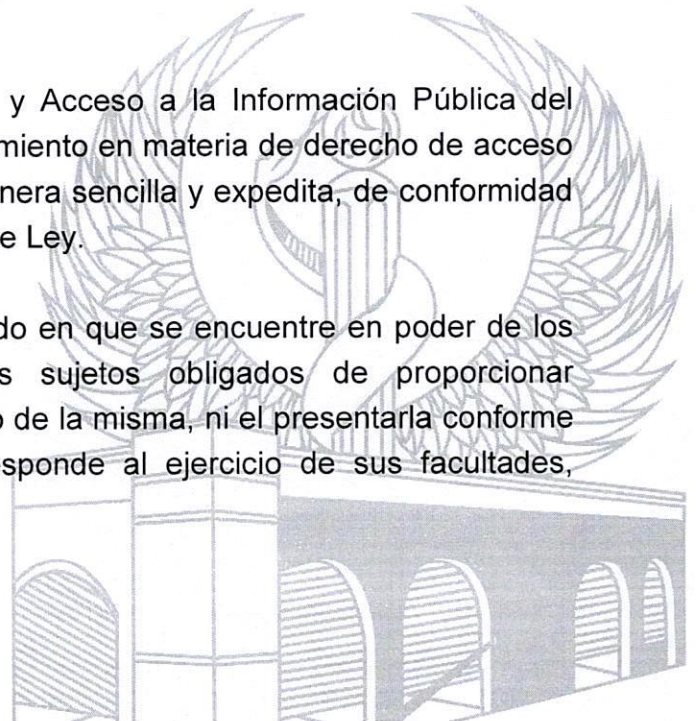 y Acceso a la Información Pública del
miento en materia de derecho de acceso
nera sencilla y expedita, de conformidad
e Ley.
do en que se encuentre en poder de los
s sujetos obligados de proporcionar
o de la misma, ni el presentarla conforme
sponde al ejercicio de sus facultades,